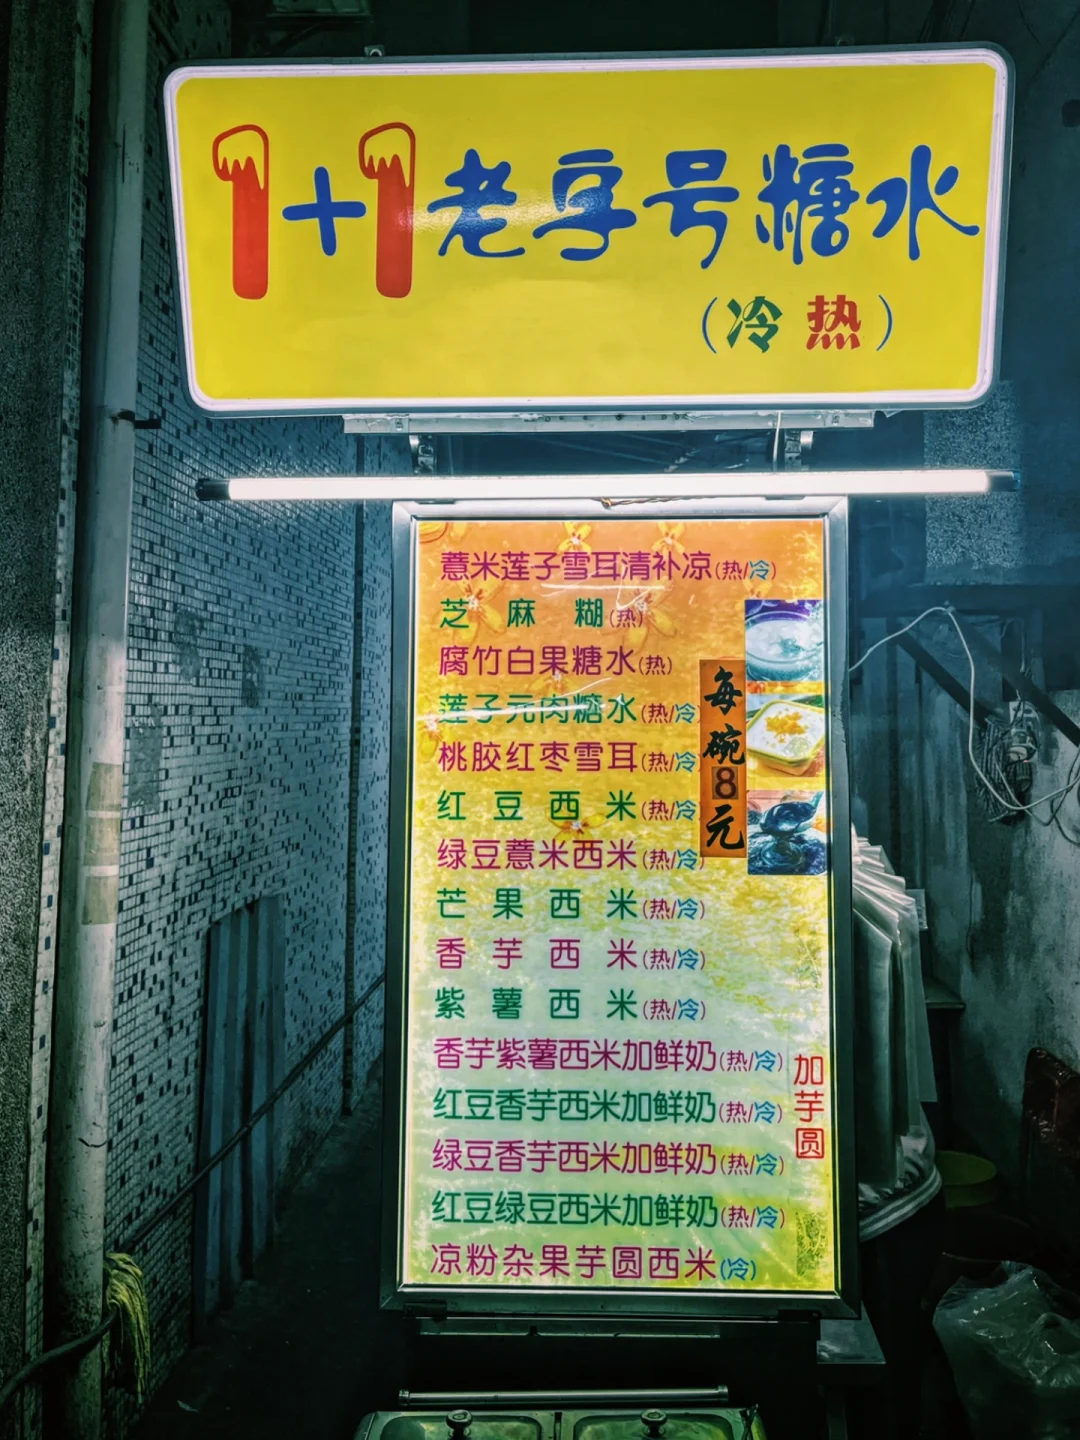 1+1老字号糖水
(冷热)
薏米莲子雪耳清补凉(热/冷)
芝麻糊(热)
腐竹白果糖水(热)
莲子元肉糖水(热/冷
桃胶红枣雪耳(热/冷
红豆西米(热/冷
绿豆薏米西米(热/冷)
芒果西米(热/冷)
香芋西米(热/冷)
紫薯西米(热/冷)
香芋紫薯西米加鲜奶(热/冷)
红豆香芋西米加鲜奶(热/冷)
绿豆香芋西米加鲜奶(热/冷)
红豆绿豆西米加鲜奶(热/冷)
凉粉杂果芋圆西米(冷)
每碗8元
加芋圆